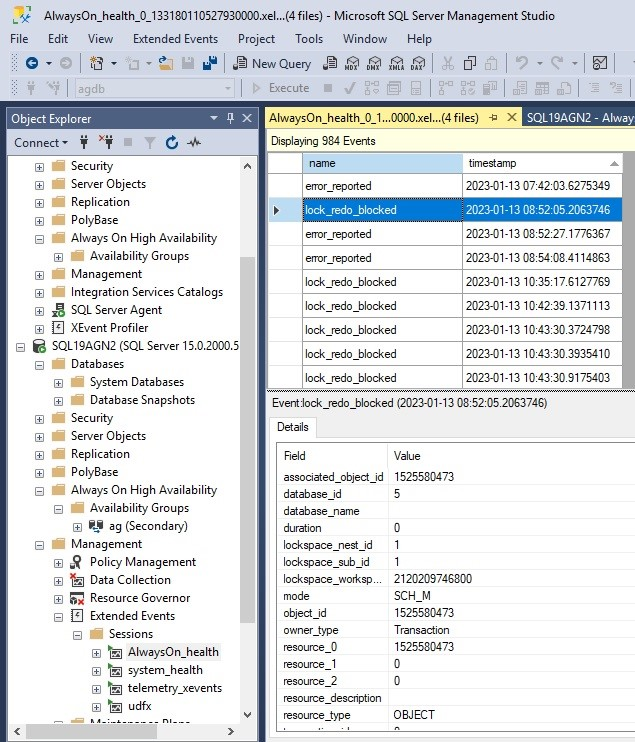 AlwaysOn_health_0_133180110527930000.xel...(4 files) - Microsoft SQL Server Management Studio
File Edit View Extended Events Project Tools Window Help
New Query MDX DMX XMLA DAX
agdb Execute
Object Explorer
Connect
Security
Server Objects
Replication
PolyBase
Always On High Availability
Availability Groups
Management
Integration Services Catalogs
SQL Server Agent
XEvent Profiler
SQL19AGN2 (SQL Server 15.0.2000.5
Databases
System Databases
Database Snapshots
Security
Server Objects
Replication
PolyBase
Always On High Availability
Availability Groups
ag (Secondary)
Management
Policy Management
Data Collection
Resource Governor
Extended Events
Sessions
AlwaysOn_health
system_health
telemetry_xevents
udfx
Maintenance Plans
AlwaysOn_health_0_1...0000.xel...(4 files) SQL19AGN2 - Alway
Displaying 984 Events
name timestamp
error_reported 2023-01-13 07:42:03.6275349
lock_redo_blocked 2023-01-13 08:52:05.2063746
error_reported 2023-01-13 08:52:27.1776367
error_reported 2023-01-13 08:54:08.4114863
lock_redo_blocked 2023-01-13 10:35:17.6127769
lock_redo_blocked 2023-01-13 10:42:39.1371113
lock_redo_blocked 2023-01-13 10:43:30.3724798
lock_redo_blocked 2023-01-13 10:43:30.3935410
lock_redo_blocked 2023-01-13 10:43:30.9175403
Event:lock_redo_blocked (2023-01-13 08:52:05.2063746)
Details
Field Value
associated_object_id 1525580473
database_id 5
database_name
duration 0
lockspace_nest_id 1
lockspace_sub_id 1
lockspace_worksp... 2120209746800
mode SCH_M
object_id 1525580473
owner_type Transaction
resource_0 1525580473
resource_1 0
resource_2 0
resource_description
resource_type OBJECT